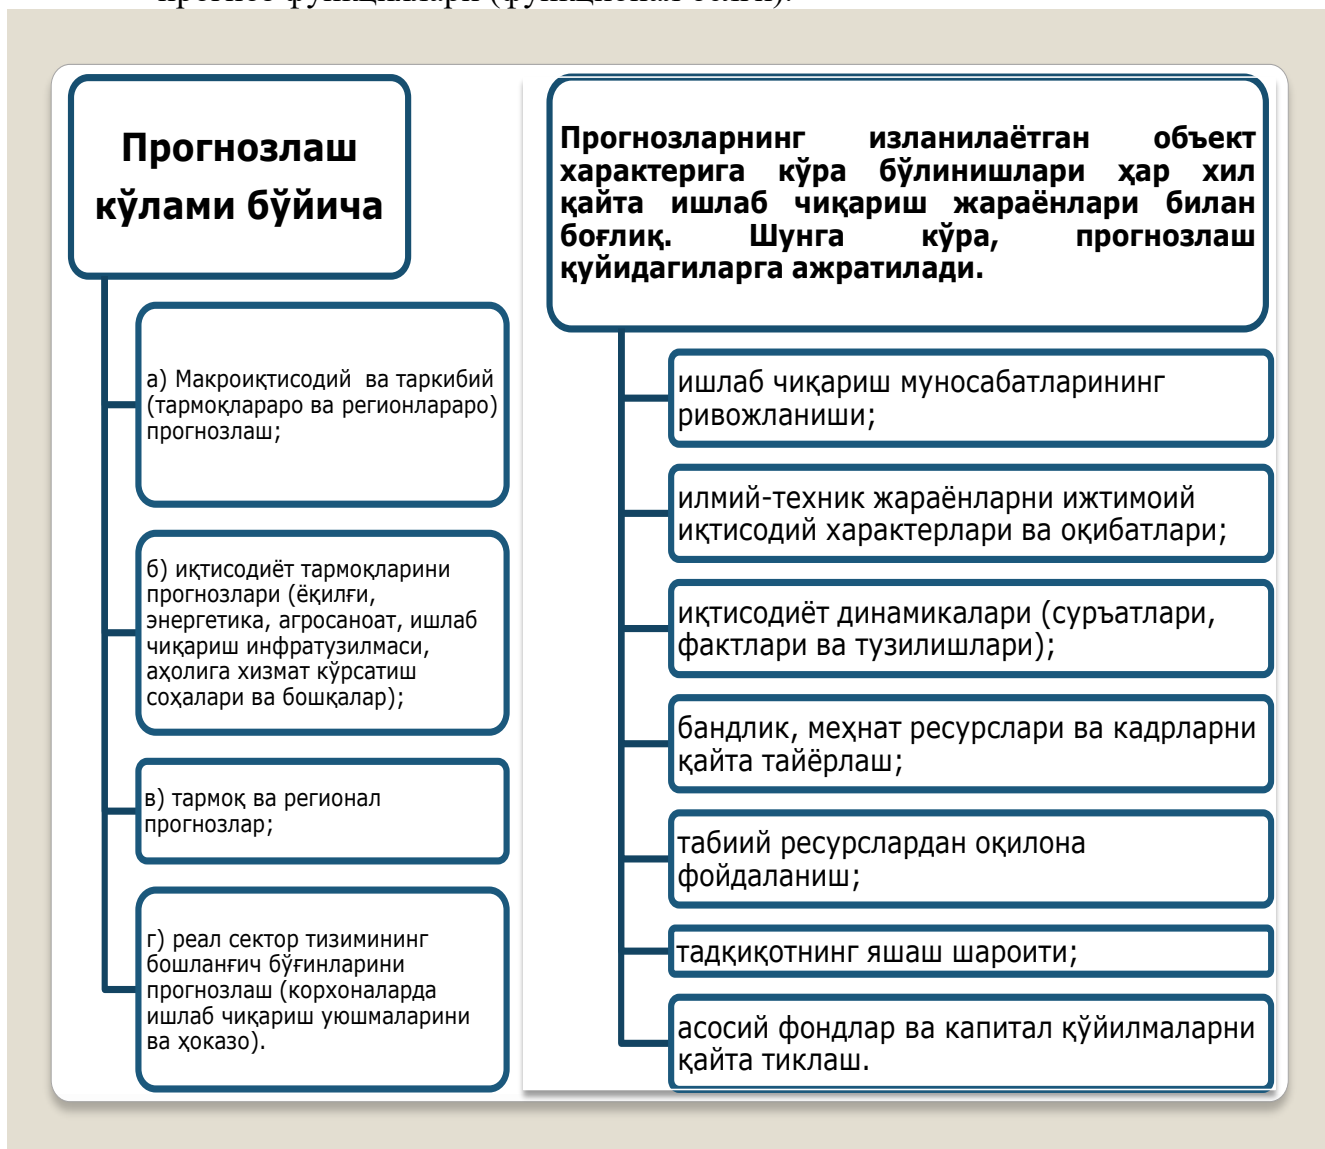 прогноз функциялари (функционал белги).
Прогнозлаш
кўлами бўйича
а) Макроиқтисодий ва таркибий
(тармоқлараро ва регионлараро)
прогнозлаш;
б) иқтисодиёт тармоқларини
прогнозлари (ёқилғи,
энергетика, агросаноат, ишлаб
чиқариш инфратузилмаси,
аҳолига хизмат кўрсатиш
соҳалари ва бошқалар);
в) тармоқ ва регионал
прогнозлар;
г) реал сектор тизимининг
бошланғич бўғинларини
прогнозлаш (корхоналарда
ишлаб чиқариш уюшмаларини
ва ҳоказо).
Прогнозларнинг изланилаётган объект
характерига кўра бўлинишлари ҳар хил
қайта ишлаб чиқариш жараёнлари билан
боғлиқ. Шунга кўра, прогнозлаш
қуйидагиларга ажратилади.
ишлаб чиқариш муносабатларининг
ривожланиши;
илмий-техник жараёнларни ижтимоий
иқтисодий характерлари ва оқибатлари;
иқтисодиёт динамикалари (суръатлари,
фактлари ва тузилишлари);
бандлик, меҳнат ресурслари ва кадрларни
қайта тайёрлаш;
табиий ресурслардан оқилона
фойдаланиш;
тадқиқотнинг яшаш шароити;
асосий фондлар ва капитал қўйилмаларни
қайта тиклаш.